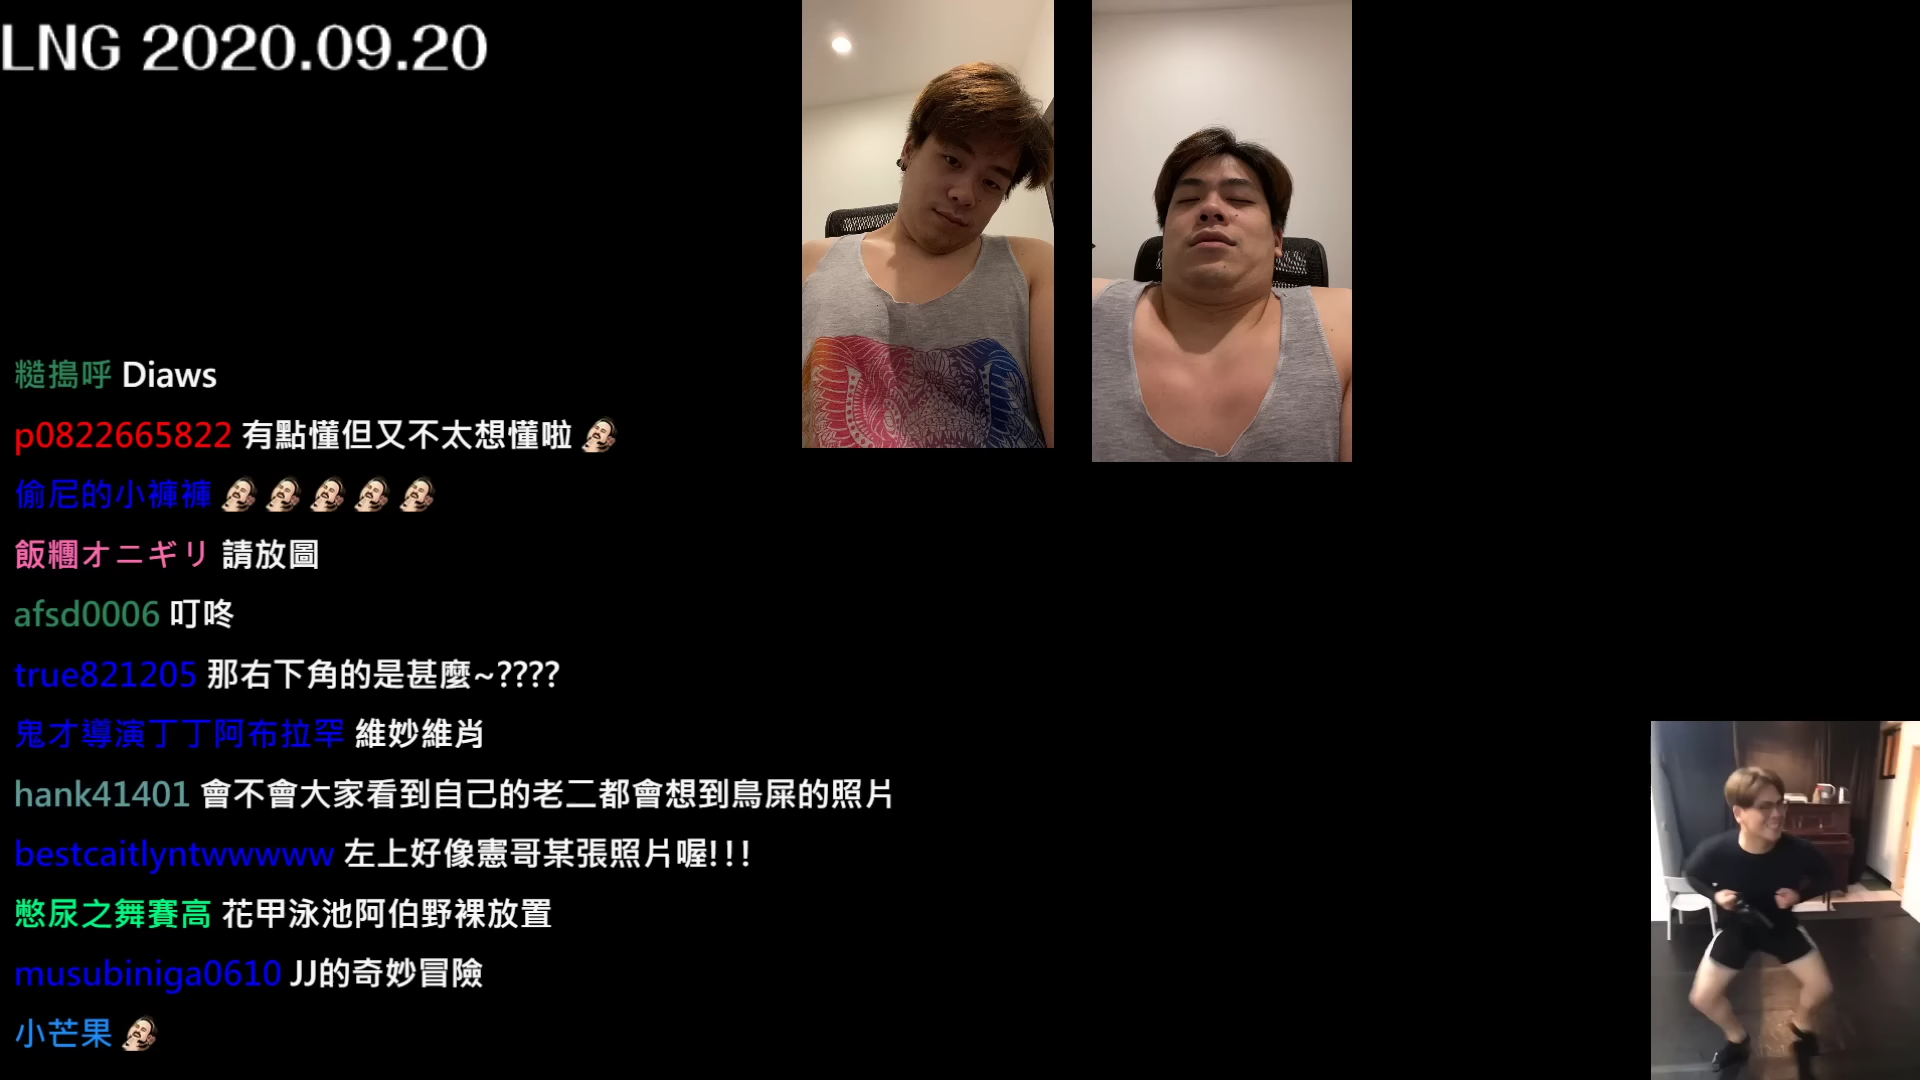 LNG 2020.09.20
糙搗呼 Diaws
p0822665822 有點懂但又不太想懂啦
偷尼的小褲褲
飯糰オニギリ 請放圖
afsd0006 叮咚
true821205 那右下角的是甚麼~????
鬼才導演丁丁阿布拉罕 維妙維肖
hank41401 會不會大家看到自己的老二都會想到鳥屎的照片
bestcaitlyntwwwww 左上好像憲哥某張照片喔!!!
憋尿之舞賽高 花甲泳池阿伯野裸放置
musubiniga0610 JJ的奇妙冒險
小芒果